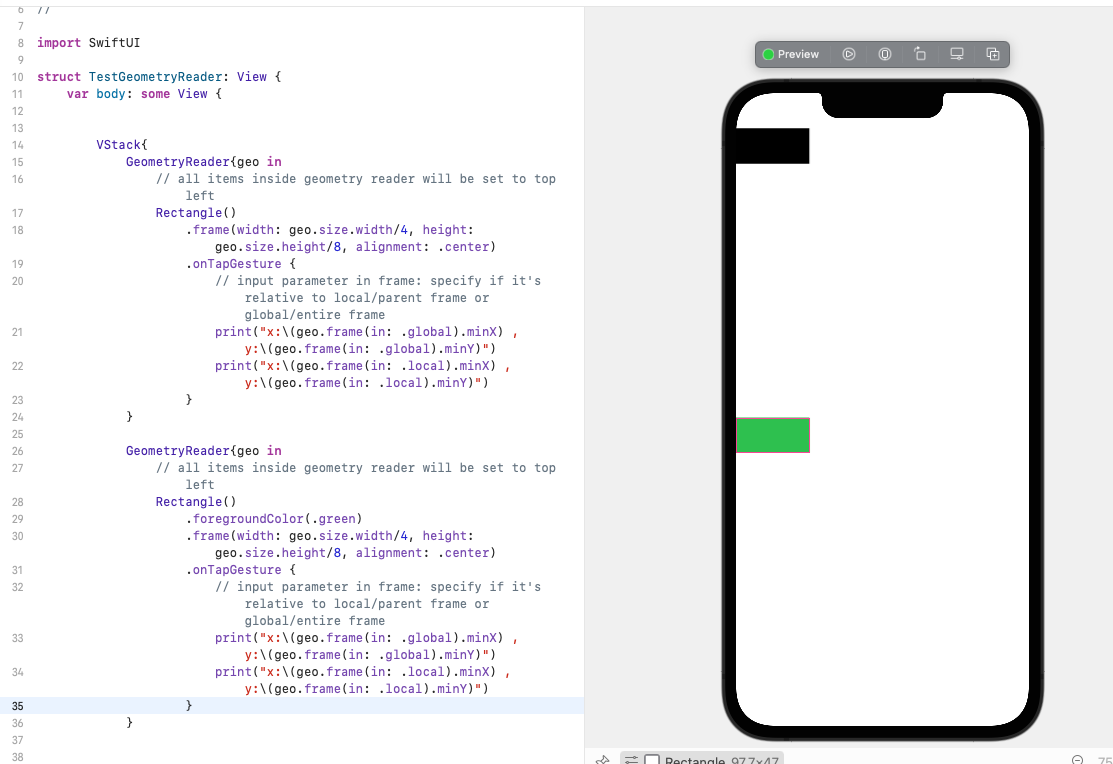 6 //
7
8 import SwiftUI
9
10 struct TestGeometryReader: View {
11 var body: some View {
12
13
14 VStack{
15 GeometryReader{geo in
16 // all items inside geometry reader will be set to top
left
17 Rectangle()
18 .frame(width: geo.size.width/4, height:
geo.size.height/8, alignment: .center)
19 .onTapGesture {
20 // input parameter in frame: specify if it's
relative to local/parent frame or
global/entire frame
21 print("x:\(geo.frame(in: .global).minX) ,
y:\(geo.frame(in: .global).minY)")
22 print("x:\(geo.frame(in: .local).minX) ,
y:\(geo.frame(in: .local).minY)")
23 }
24 }
25
26 GeometryReader{geo in
27 // all items inside geometry reader will be set to top
left
28 Rectangle()
29 .foregroundColor(.green)
30 .frame(width: geo.size.width/4, height:
geo.size.height/8, alignment: .center)
31 .onTapGesture {
32 // input parameter in frame: specify if it's
relative to local/parent frame or
global/entire frame
33 print("x:\(geo.frame(in: .global).minX) ,
y:\(geo.frame(in: .global).minY)")
34 print("x:\(geo.frame(in: .local).minX) ,
y:\(geo.frame(in: .local).minY)")
35 }
36 }
37
38
Preview
Rectangle 97.7×47
75